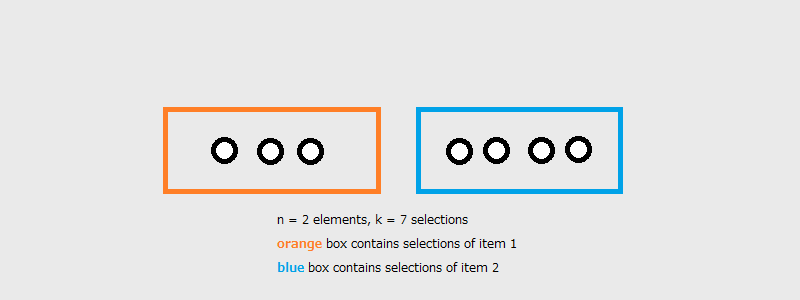 n = 2 elements, k = 7 selections
orange box contains selections of item 1
blue box contains selections of item 2